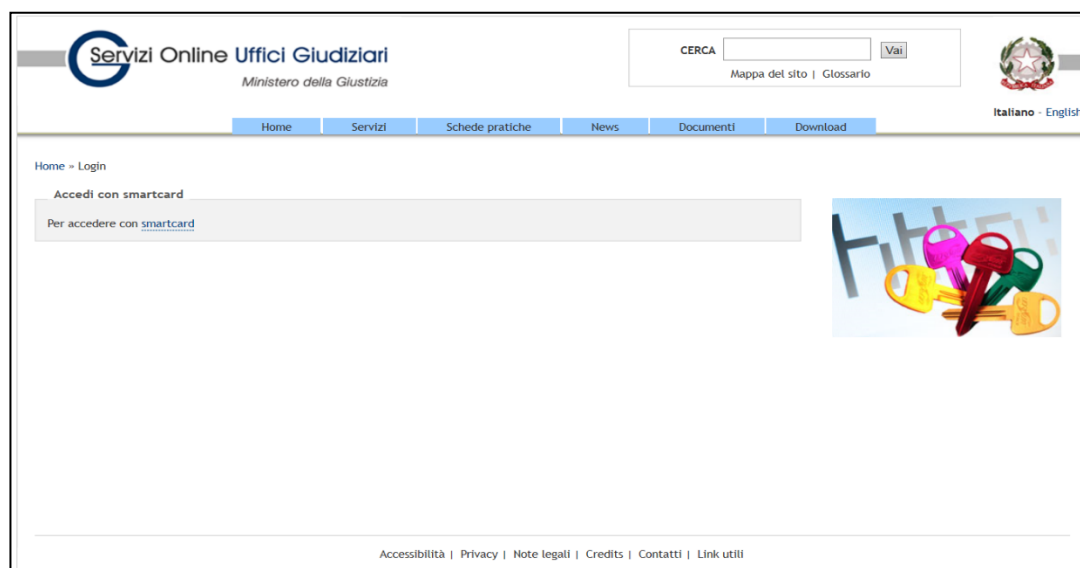 Servizi Online Uffici Giudiziari
Ministero della Giustizia
CERCA Vai
Mappa del sito | Glossario
Italiano - English
Home Servizi Schede pratiche News Documenti Download
Home » Login
Accedi con smartcard
Per accedere con smartcard
http:
Accessibilità | Privacy | Note legali | Credits | Contatti | Link utili